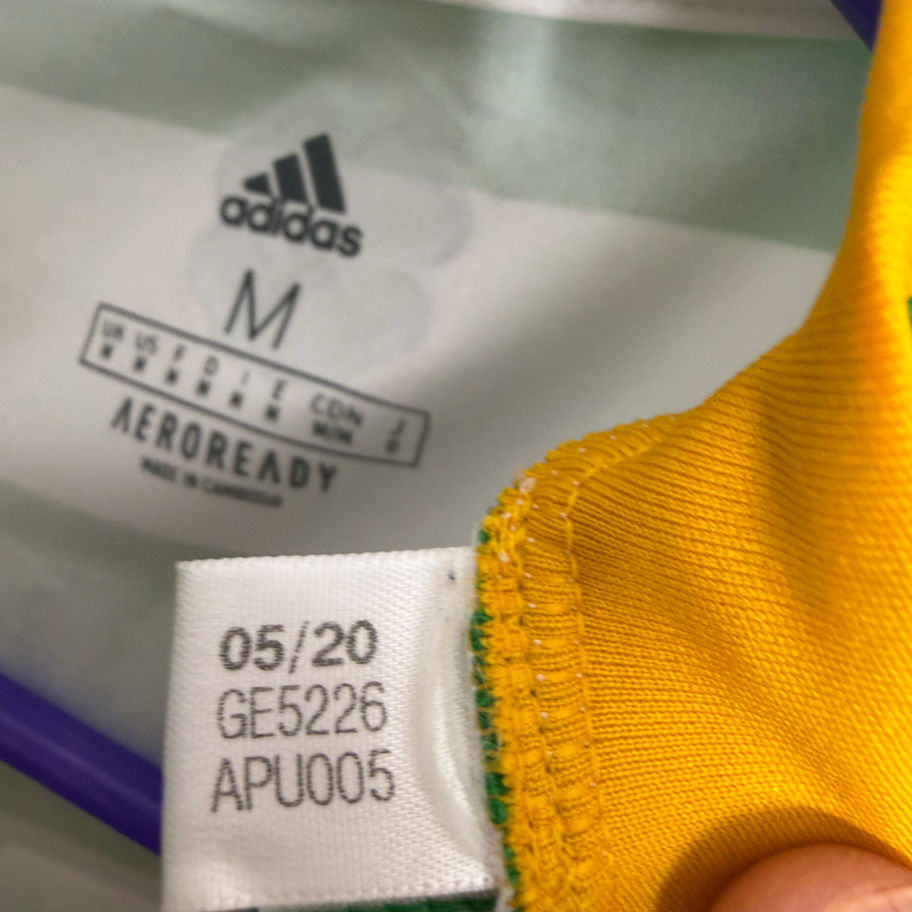 adidas
M
UK US F D I E CDN J
M M M M M M M/M O
AEROREADY
MADE IN CAMBODIA
05/20
GE5226
APU005